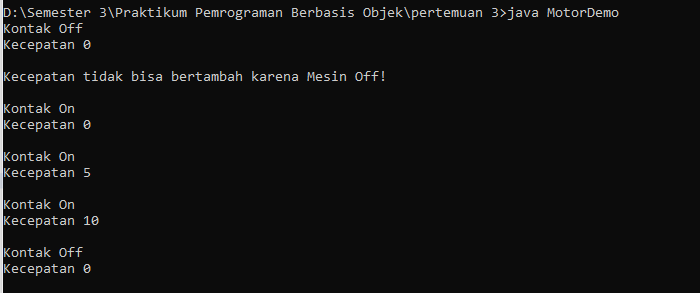 D:\Semester 3\Praktikum Pemrograman Berbasis Objek\pertemuan 3>java MotorDemo
Kontak Off
Kecepatan 0
Kecepatan tidak bisa bertambah karena Mesin Off!
Kontak On
Kecepatan 0
Kontak On
Kecepatan 5
Kontak On
Kecepatan 10
Kontak Off
Kecepatan 0